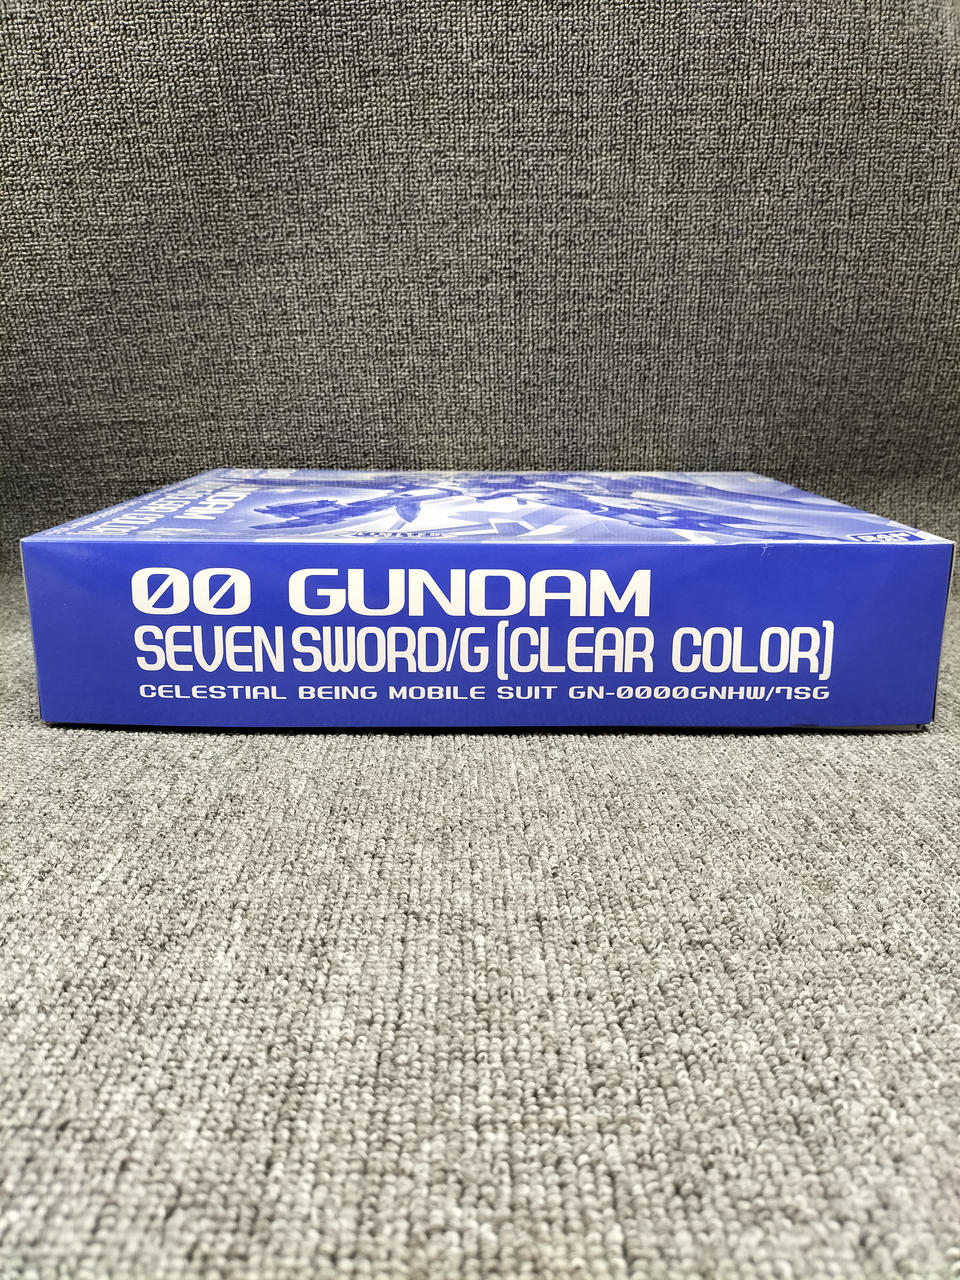 00 GUNDAM
SEVEN SWORD/G [CLEAR COLOR]
CELESTIAL BEING MOBILE SUIT GN-0000GNHW/7SG